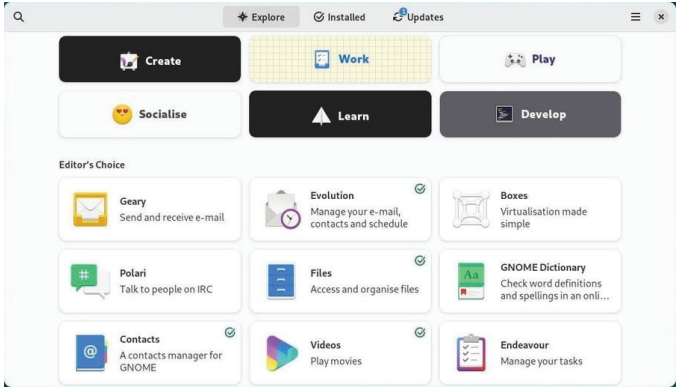 Explore Installed 1 Updates
Create Work Play
Socialise Learn Develop
Editor's Choice
Geary
Send and receive e-mail
Evolution
Manage your e-mail,
contacts and schedule
Boxes
Virtualisation made
simple
# Polari
Talk to people on IRC
Files
Access and organise files
Aa GNOME Dictionary
Check word definitions
and spellings in an onli...
@ Contacts
A contacts manager for
GNOME
Videos
Play movies
Endeavour
Manage your tasks